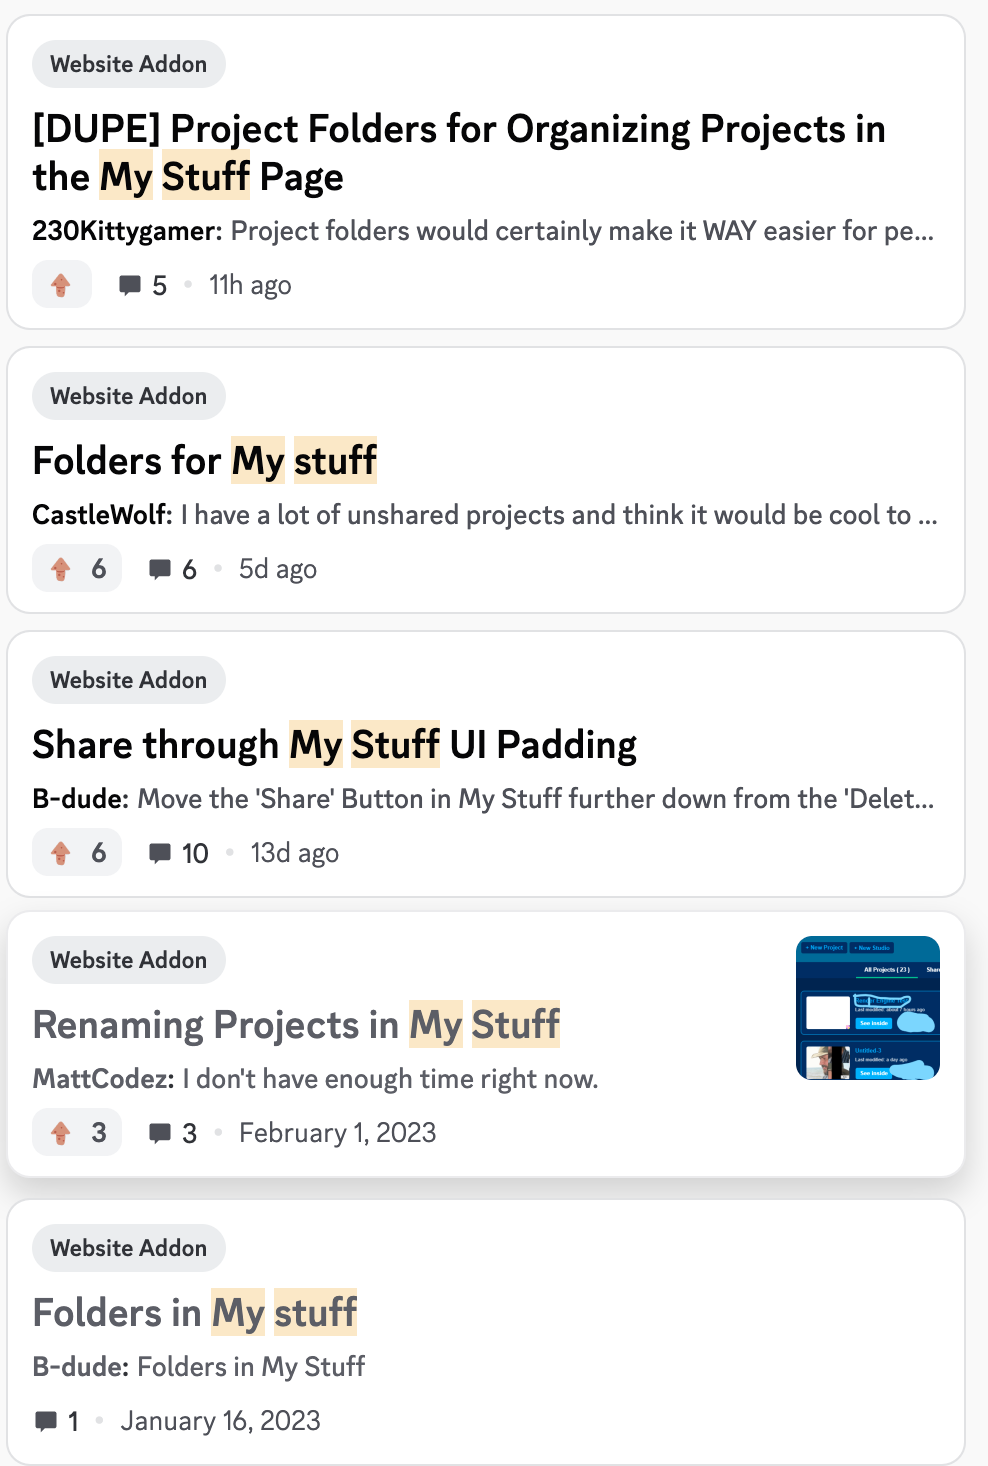 Website Addon
[DUPE] Project Folders for Organizing Projects in
the My Stuff Page
230Kittygamer: Project folders would certainly make it WAY easier for pe...
5 • 11h ago
Website Addon
Folders for My stuff
CastleWolf: I have a lot of unshared projects and think it would be cool to ...
6 6 • 5d ago
Website Addon
Share through My Stuff UI Padding
B-dude: Move the 'Share' Button in My Stuff further down from the 'Delet...
6 10 • 13d ago
Website Addon
+ New Project + New Studio
All Projects ( 23 ) Shar
Last modified: about 7 hours ago
See inside
Untitled-3
Last modified: a day ago
See inside
Renaming Projects in My Stuff
MattCodez: I don't have enough time right now.
3 3 • February 1, 2023
Website Addon
Folders in My stuff
B-dude: Folders in My Stuff
1 • January 16, 2023